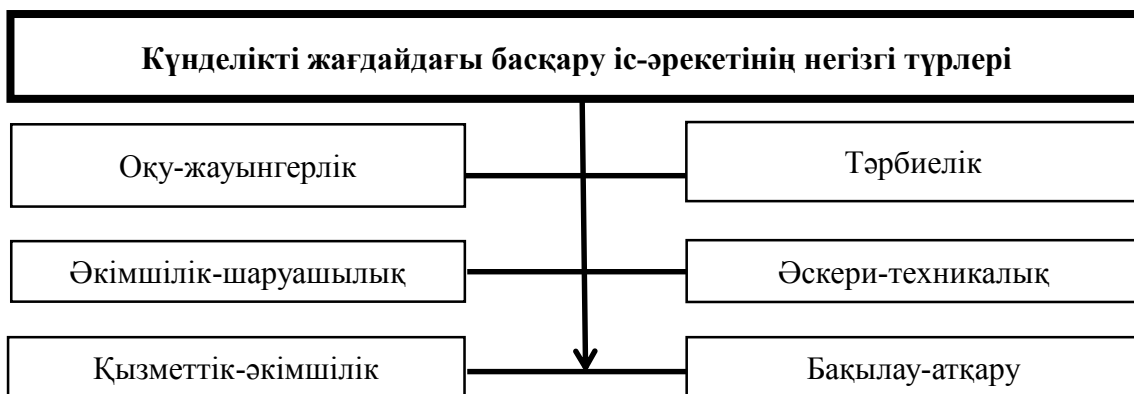 Күнделікті жағдайдағы басқару іс-әрекетінің негізгі түрлері
Оқу-жауынгерлік
Тәрбиелік
Әкімшілік-шаруашылық
Әскери-техникалық
Қызметтік-әкімшілік
Бақылау-атқару